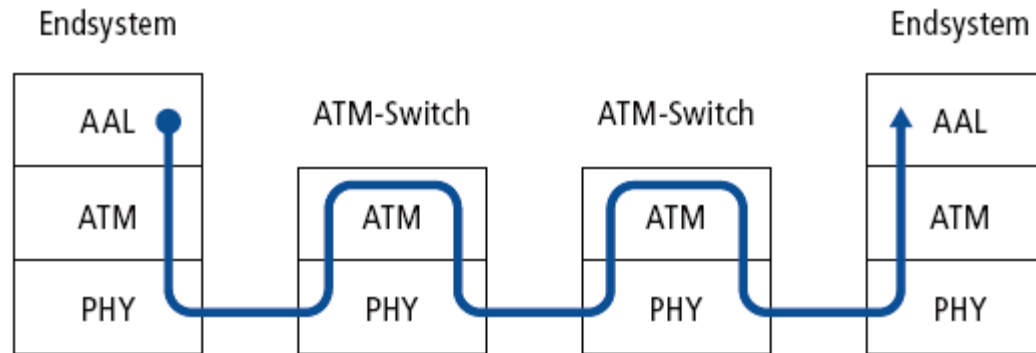 Endsystem
Endsystem
ATM-Switch
ATM-Switch
AAL
AAL
ATM
ATM
ATM
ATM
PHY
PHY
PHY
PHY